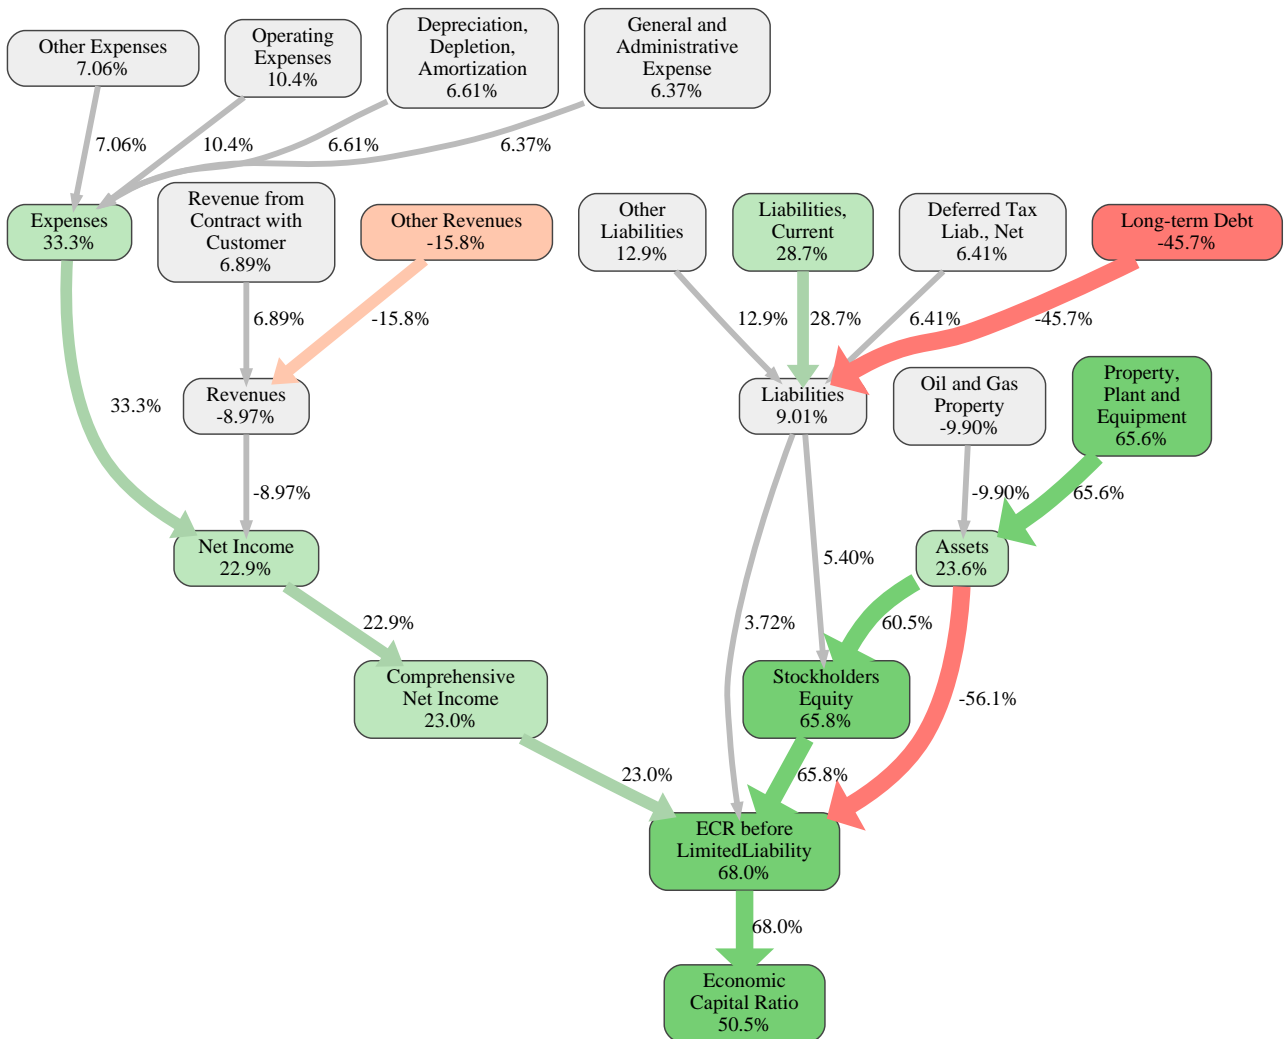 Other Expenses
7.06%
Operating
Expenses
10.4%
Depreciation,
Depletion,
Amortization
6.61%
General and
Administrative
Expense
6.37%
7.06%
10.4%
6.61%
6.37%
Expenses
33.3%
Revenue from
Contract with
Customer
6.89%
Other Revenues
-15.8%
Other
Liabilities
12.9%
Liabilities,
Current
28.7%
Deferred Tax
Liab., Net
6.41%
Long-term Debt
-45.7%
6.89%
-15.8%
12.9%
28.7%
6.41%
-45.7%
33.3%
Revenues
-8.97%
Liabilities
9.01%
Oil and Gas
Property
-9.90%
Property,
Plant and
Equipment
65.6%
-8.97%
-9.90%
65.6%
Net Income
22.9%
5.40%
Assets
23.6%
22.9%
3.72%
60.5%
Comprehensive
Net Income
23.0%
Stockholders
Equity
65.8%
-56.1%
23.0%
65.8%
ECR before
LimitedLiability
68.0%
68.0%
Economic
Capital Ratio
50.5%